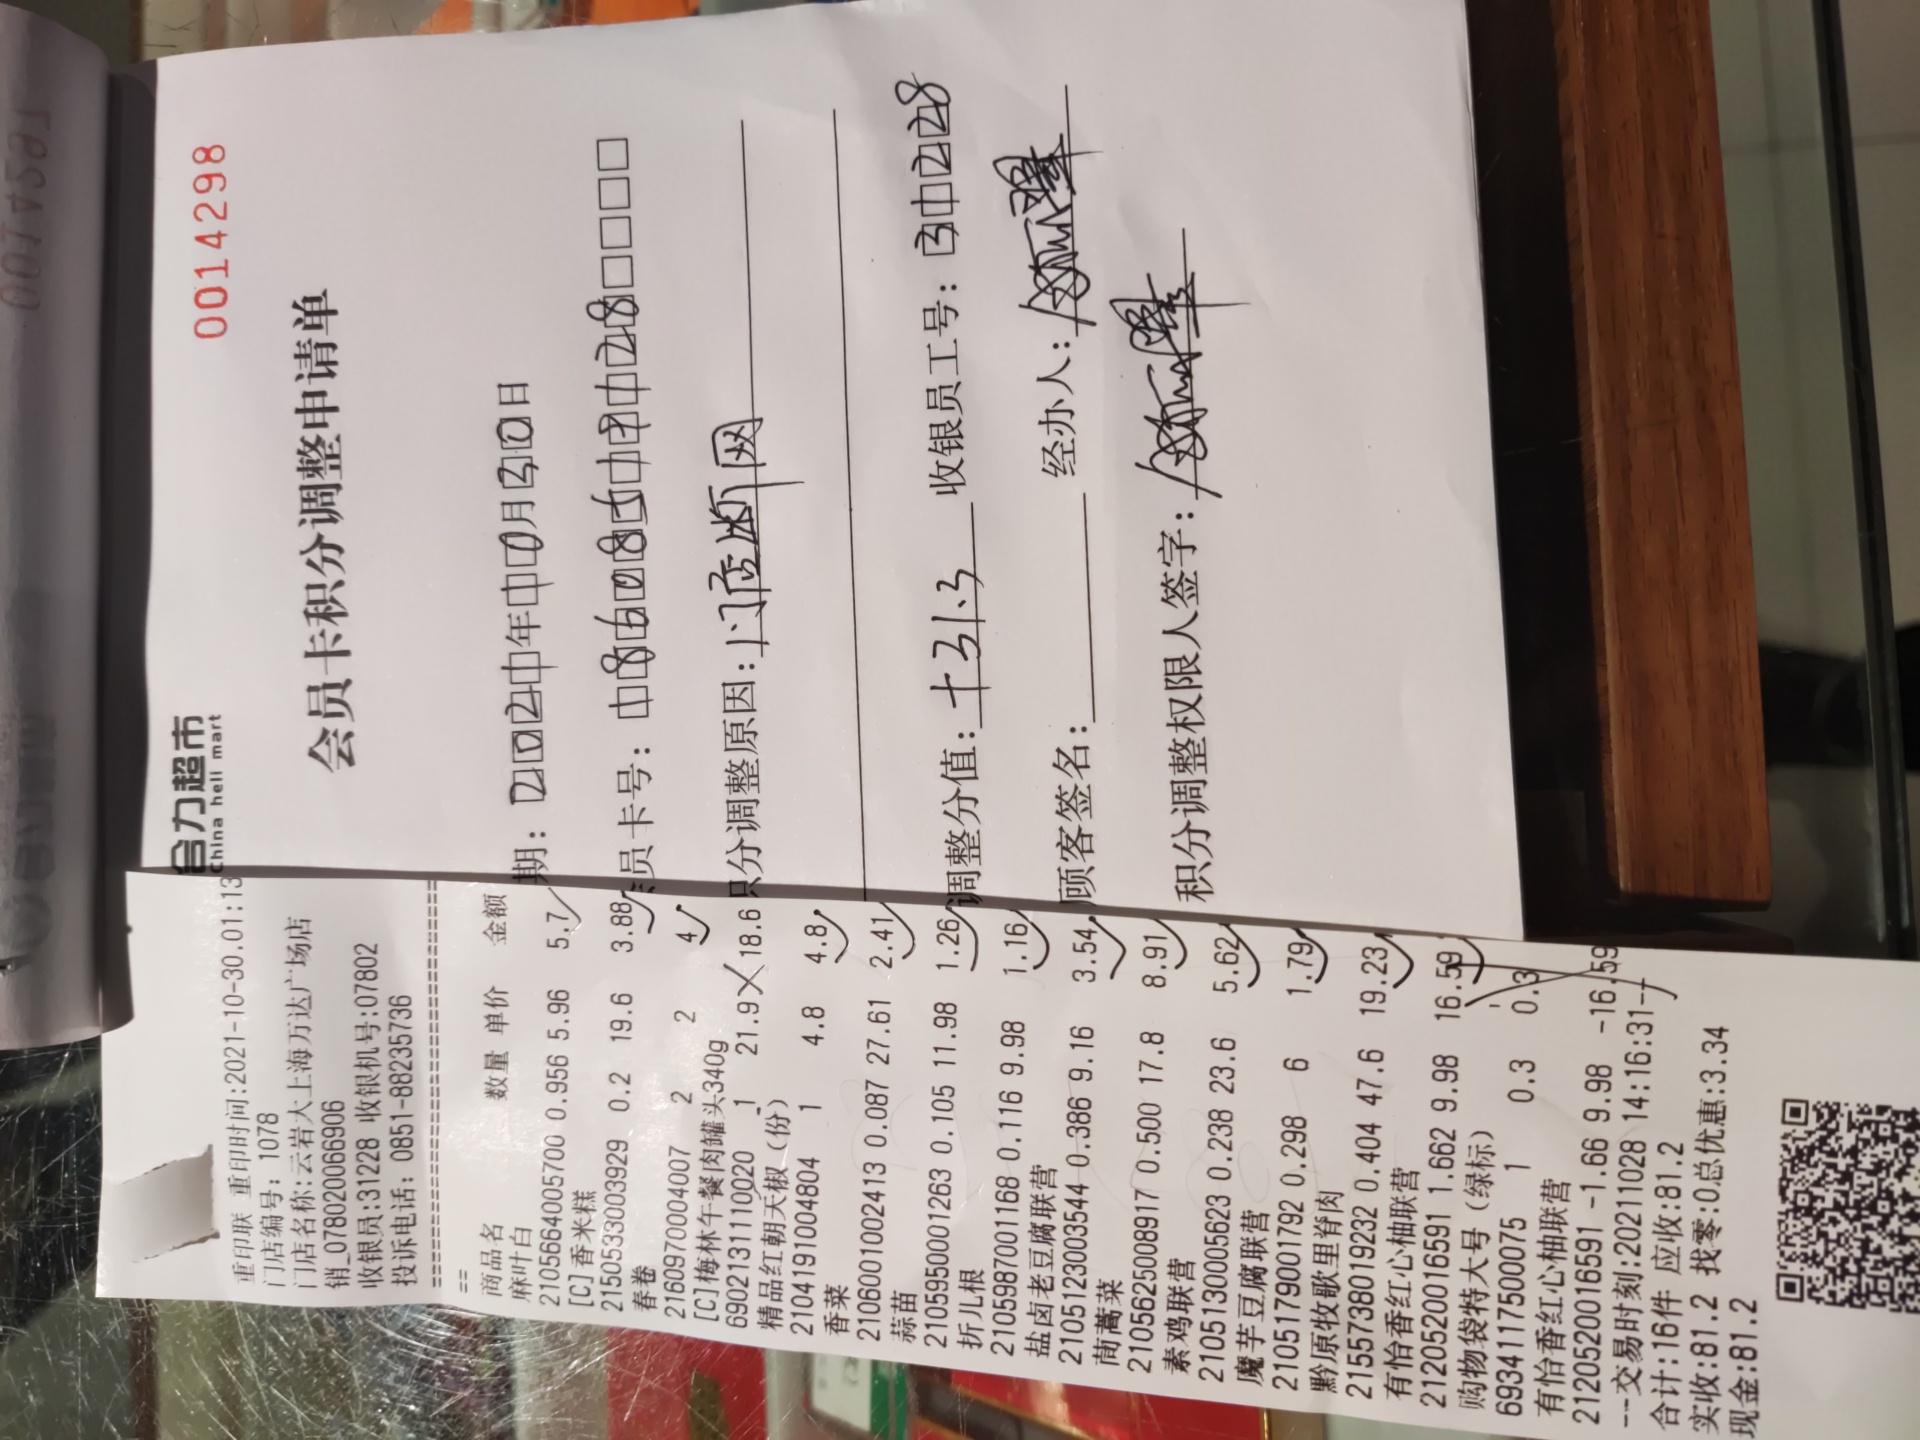 重印联 重印时间:2021-10-30.01:13
门店编号: 1078
门店名称:云岩大上海万达广场店
销_0780200066906
收银员:31228 收银机号:07802
投诉电话: 0851-88235736
================================
==
商品名 数量 单价 金额
麻叶白
2105664005700 0.956 5.96 5.7
[C]香米糕
2150533003929 0.2 19.6 3.88
春卷
2160970004007 2 2 4
[C]梅林午餐肉罐头340g
6902131110020 1 21.9 18.6
精品红朝天椒（份）
2104191004804 1 4.8 4.8
香菜
2106001002413 0.087 27.61 2.41
蒜苗
2105950001263 0.105 11.98 1.26
折儿根
2105987001168 0.116 9.98 1.16
盐卤老豆腐联营
2105123003544 0.386 9.16 3.54
茼蒿菜
2105625008917 0.500 17.8 8.91
素鸡联营
2105130005623 0.238 23.6 5.62
魔芋豆腐联营
2105179001792 0.298 6 1.79
黔原牧歌里脊肉
2155738019232 0.404 47.6 19.23
有怡香红心柚联营
2120520016591 1.662 9.98 16.59
购物袋特大号（绿标）
6934117500075 1 0.3 0.3
有怡香红心柚联营
2120520016591 -1.66 9.98 -16.59
--交易时刻:20211028 14:16:31--
合计:16件 应收:81.2
实收:81.2 找零:0总优惠:3.34
现金:81.2
合力超市
China heli mart
0014298
会员卡积分调整申请单
期：2021年10月30日
员卡号：1860085171228
积分调整原因：门店断网
调整分值：+31.3 收银员工号：31228
顾客签名： 经办人：
积分调整权限人签字：